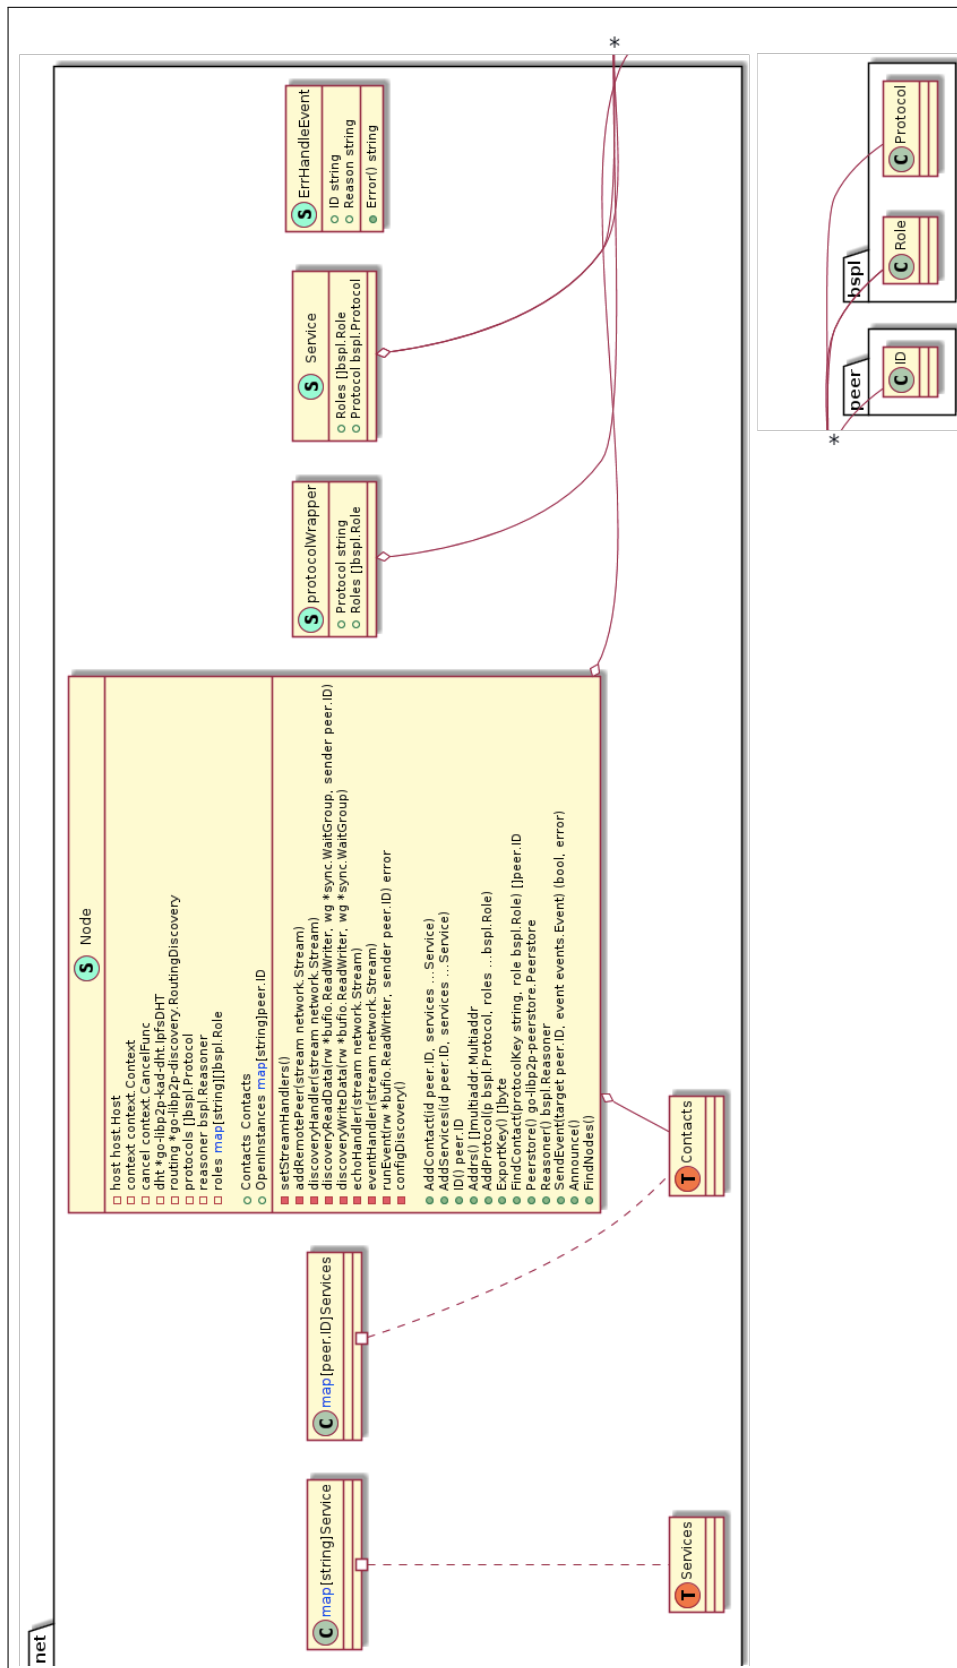 net
C map[string]Service
T Services
C map[peer.ID]Services
T Contacts
S Node
host host.Host
context context.Context
cancel context.CancelFunc
dht *go-libp2p-kad-dht.IpfsDHT
routing *go-libp2p-discovery.RoutingDiscovery
protocols []bspl.Protocol
reasoner bspl.Reasoner
roles map[string][]bspl.Role
Contacts Contacts
OpenInstances map[string]peer.ID
setStreamHandlers()
addRemotePeer(stream network.Stream)
discoveryHandler(stream network.Stream)
discoveryReadData(rw *bufio.ReadWriter, wg *sync.WaitGroup, sender peer.ID)
discoveryWriteData(rw *bufio.ReadWriter, wg *sync.WaitGroup)
echoHandler(stream network.Stream)
eventHandler(stream network.Stream)
runEvent(rw *bufio.ReadWriter, sender peer.ID) error
configDiscovery()
AddContact(id peer.ID, services ...Service)
AddServices(id peer.ID, services ...Service)
ID() peer.ID
Addrs() []multiaddr.Multiaddr
AddProtocol(p bspl.Protocol, roles ...bspl.Role)
ExportKey() []byte
FindContact(protocolKey string, role bspl.Role) []peer.ID
Peerstore() go-libp2p-peerstore.Peerstore
Reasoner() bspl.Reasoner
SendEvent(target peer.ID, event events.Event) (bool, error)
Announce()
FindNodes()
S protocolWrapper
Protocol string
Roles []bspl.Role
S Service
Roles []bspl.Role
Protocol bspl.Protocol
S ErrHandleEvent
ID string
Reason string
Error() string
*
*
peer
C ID
bspl
C Role
C Protocol